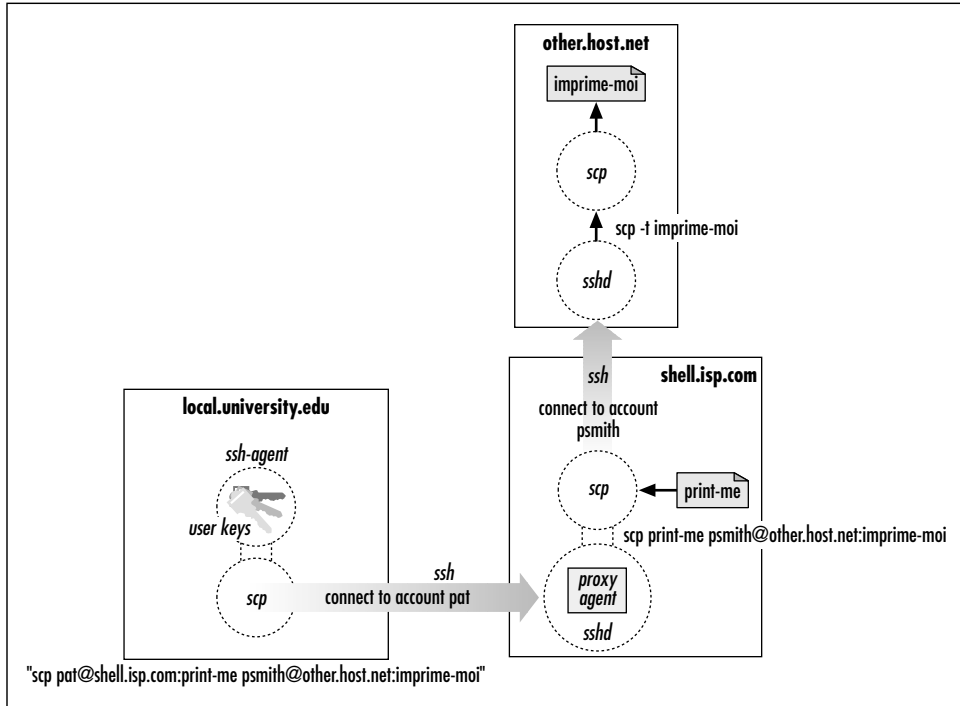 other.host.net
imprime-moi
scp
scp -t imprime-moi
sshd
ssh
shell.isp.com
connect to account
psmith
scp
print-me
scp print-me psmith@other.host.net:imprime-moi
proxy
agent
sshd
local.university.edu
ssh-agent
user keys
scp
ssh
connect to account pat
"scp pat@shell.isp.com:print-me psmith@other.host.net:imprime-moi"